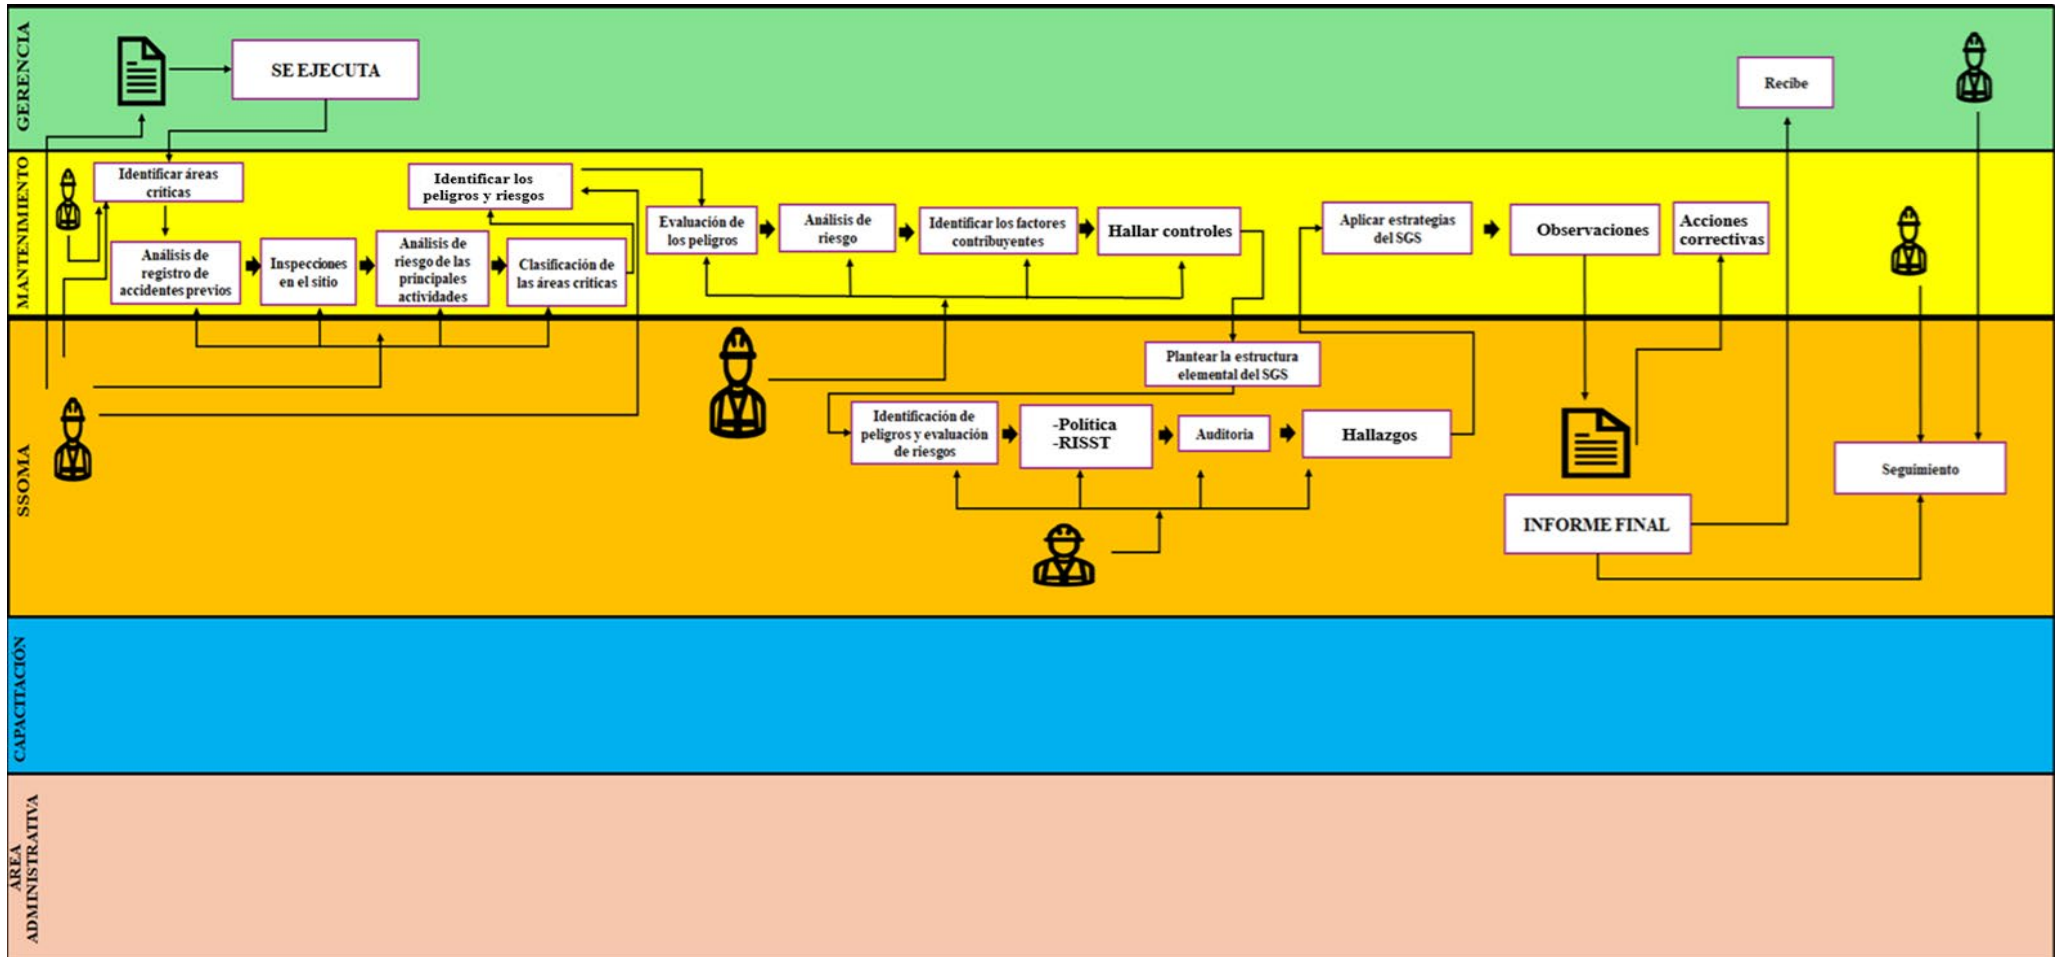 GERENCIA
SE EJECUTA
Recibe
MANTENIMIENTO
Identificar áreas
críticas
Análisis de
registro de
accidentes previos
Inspecciones
en el sitio
Análisis de
riesgo de las
principales
actividades
Clasificación de
las áreas criticas
Identificar los
peligros y riesgos
Evaluación de
los peligros
Análisis de
riesgo
Identificar los factores
contribuyentes
Hallar controles
Aplicar estrategias
del SGS
Observaciones
Acciones
correctivas
SSOMA
Plantear la estructura
elemental del SGS
Identificación de
peligros y evaluación
de riesgos
-Política
-RISST
Auditoria
Hallazgos
INFORME FINAL
Seguimiento
CAPACITACIÓN
ÁREA
ADMINISTRATIVA